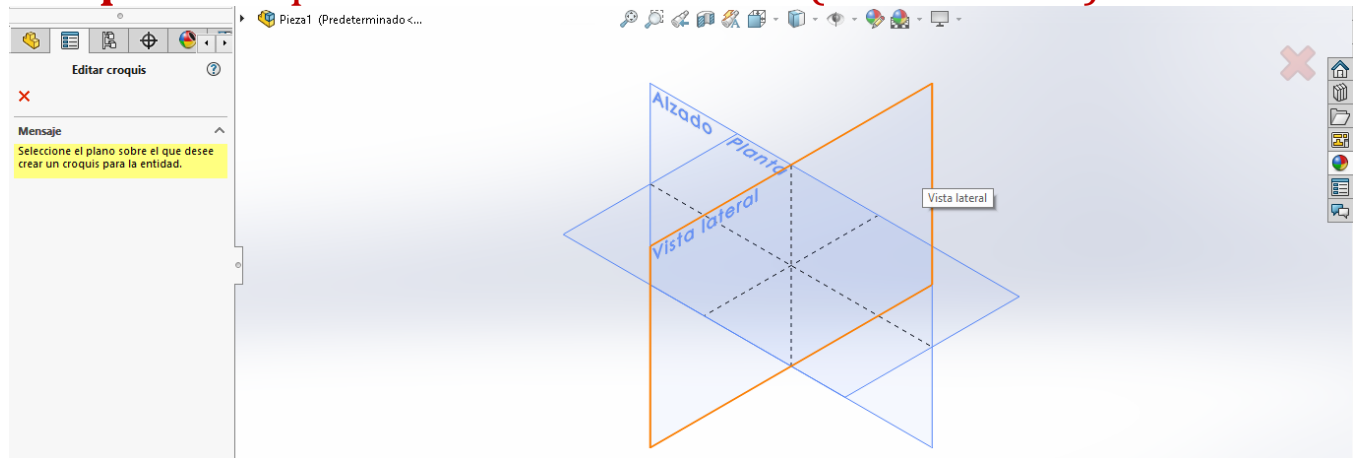 Pieza1 (Predeterminado<...
Editar croquis
Mensaje
Seleccione el plano sobre el que desee
crear un croquis para la entidad.
Alzado
Planta
Vista lateral
Vista lateral